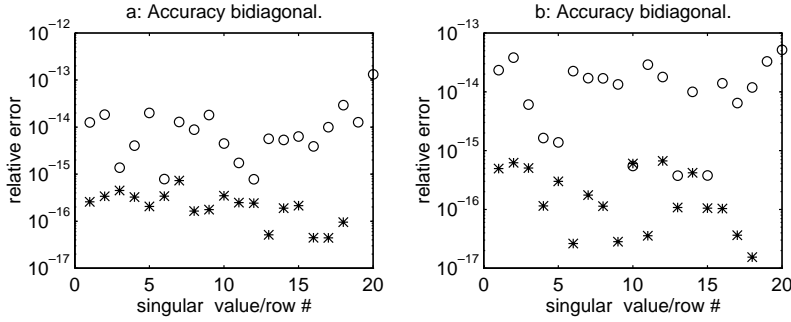 a: Accuracy bidiagonal.
10^-12
10^-13
10^-14
10^-15
10^-16
10^-17
relative error
0 5 10 15 20
singular value/row #
b: Accuracy bidiagonal.
10^-13
10^-14
10^-15
10^-16
10^-17
relative error
0 5 10 15 20
singular value/row #